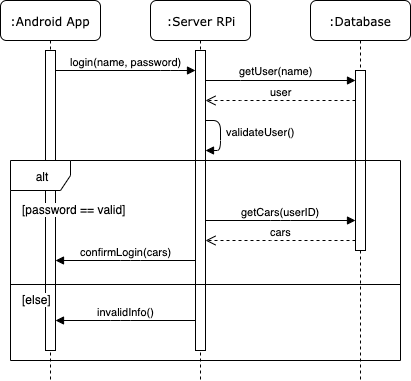 :Android App
:Server RPi
:Database
login(name, password)
getUser(name)
user
validateUser()
alt
[password == valid]
getCars(userID)
cars
confirmLogin(cars)
[else]
invalidInfo()